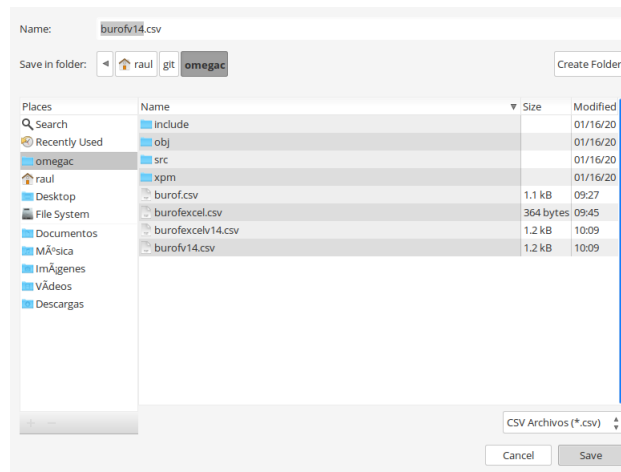 Name: burofv14.csv
Save in folder: raul git omegac Create Folder
Places Name Size Modified
Search include 01/16/20
Recently Used obj 01/16/20
omegac src 01/16/20
raul xpm 01/16/20
Desktop burof.csv 1.1 kB 09:27
File System burofexcel.csv 364 bytes 09:45
Documentos burofexcelv14.csv 1.2 kB 10:09
MÃºsica burofv14.csv 1.2 kB 10:09
ImÃ¡genes
VÃdeos
Descargas
CSV Archivos (*.csv)
Cancel Save